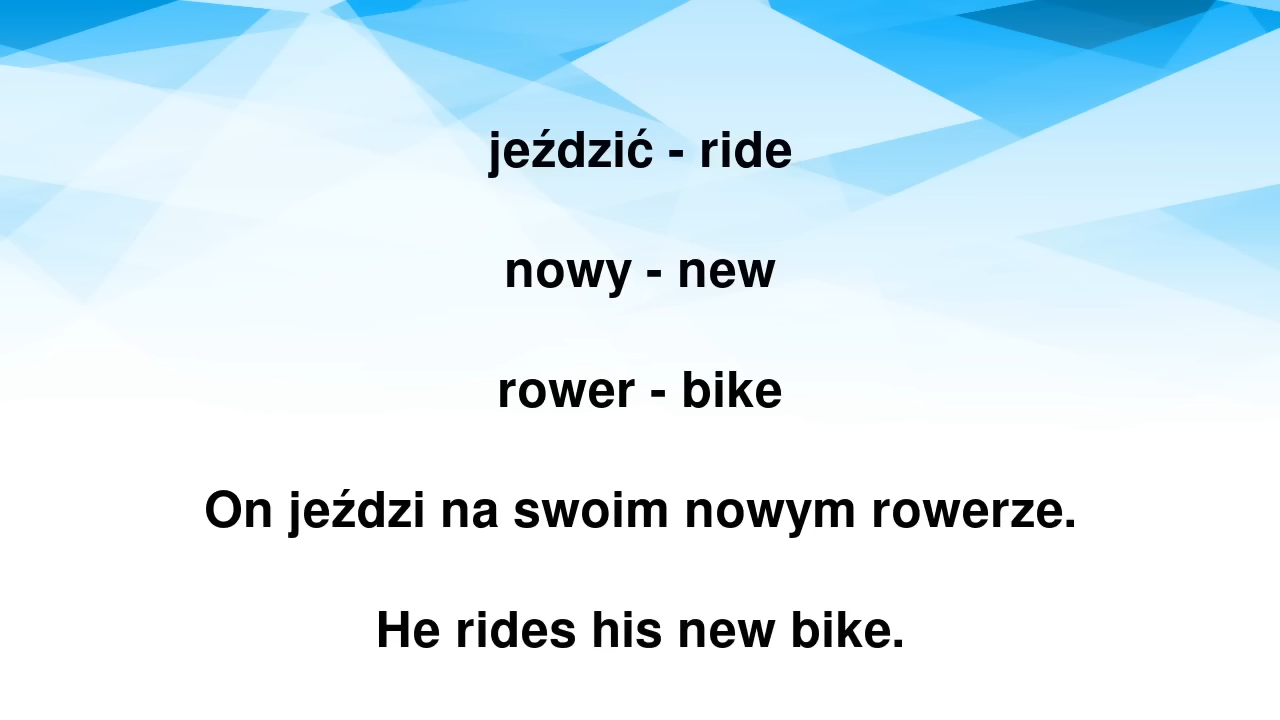 jeździć - ride
nowy - new
rower - bike
On jeździ na swoim nowym rowerze.
He rides his new bike.